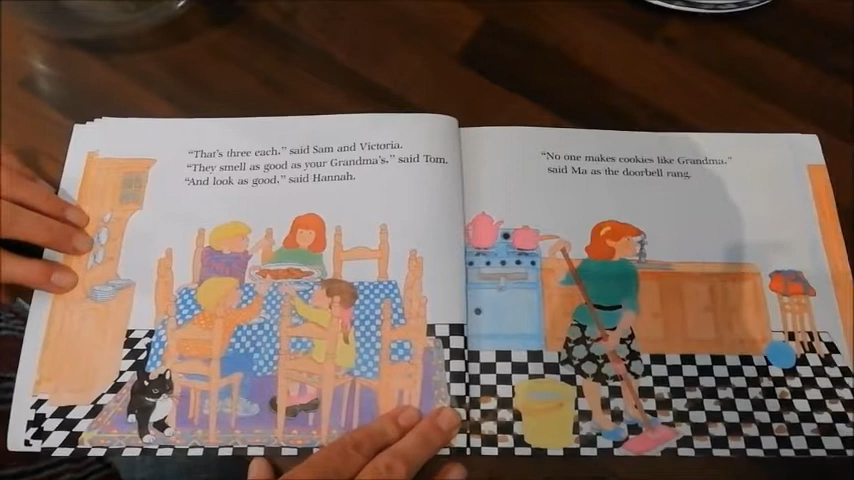 "That's three each," said Sam and Victoria.
"They smell as good as your Grandma's," said Tom.
"And look as good," said Hannah.
"No one makes cookies like Grandma,"
said Ma as the doorbell rang.